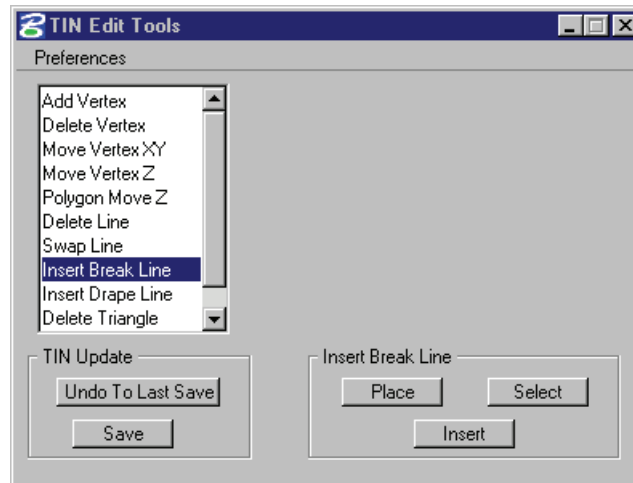 TIN Edit Tools
Preferences
Add Vertex
Delete Vertex
Move Vertex XY
Move Vertex Z
Polygon Move Z
Delete Line
Swap Line
Insert Break Line
Insert Drape Line
Delete Triangle
TIN Update
Undo To Last Save
Save
Insert Break Line
Place
Select
Insert